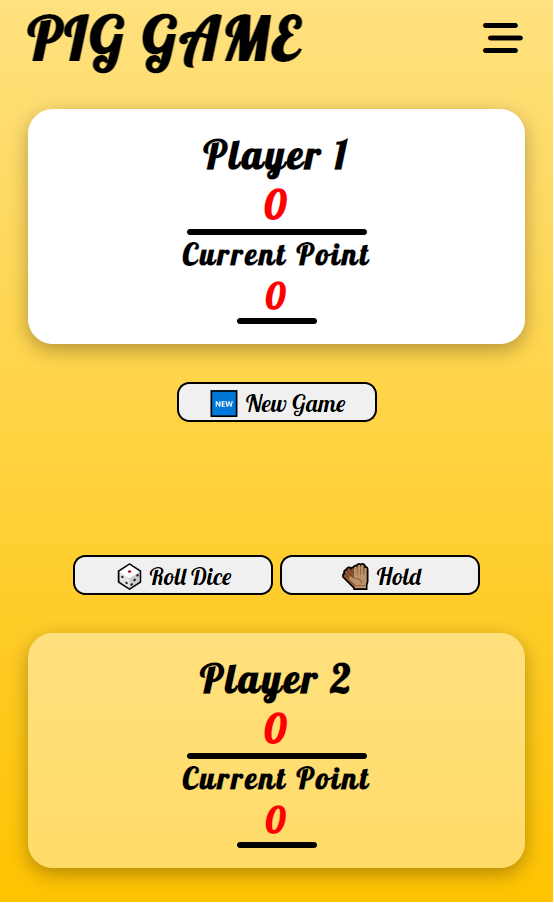 PIG GAME
Player 1
0
Current Point
0
NEW New Game
Roll Dice
Hold
Player 2
0
Current Point
0